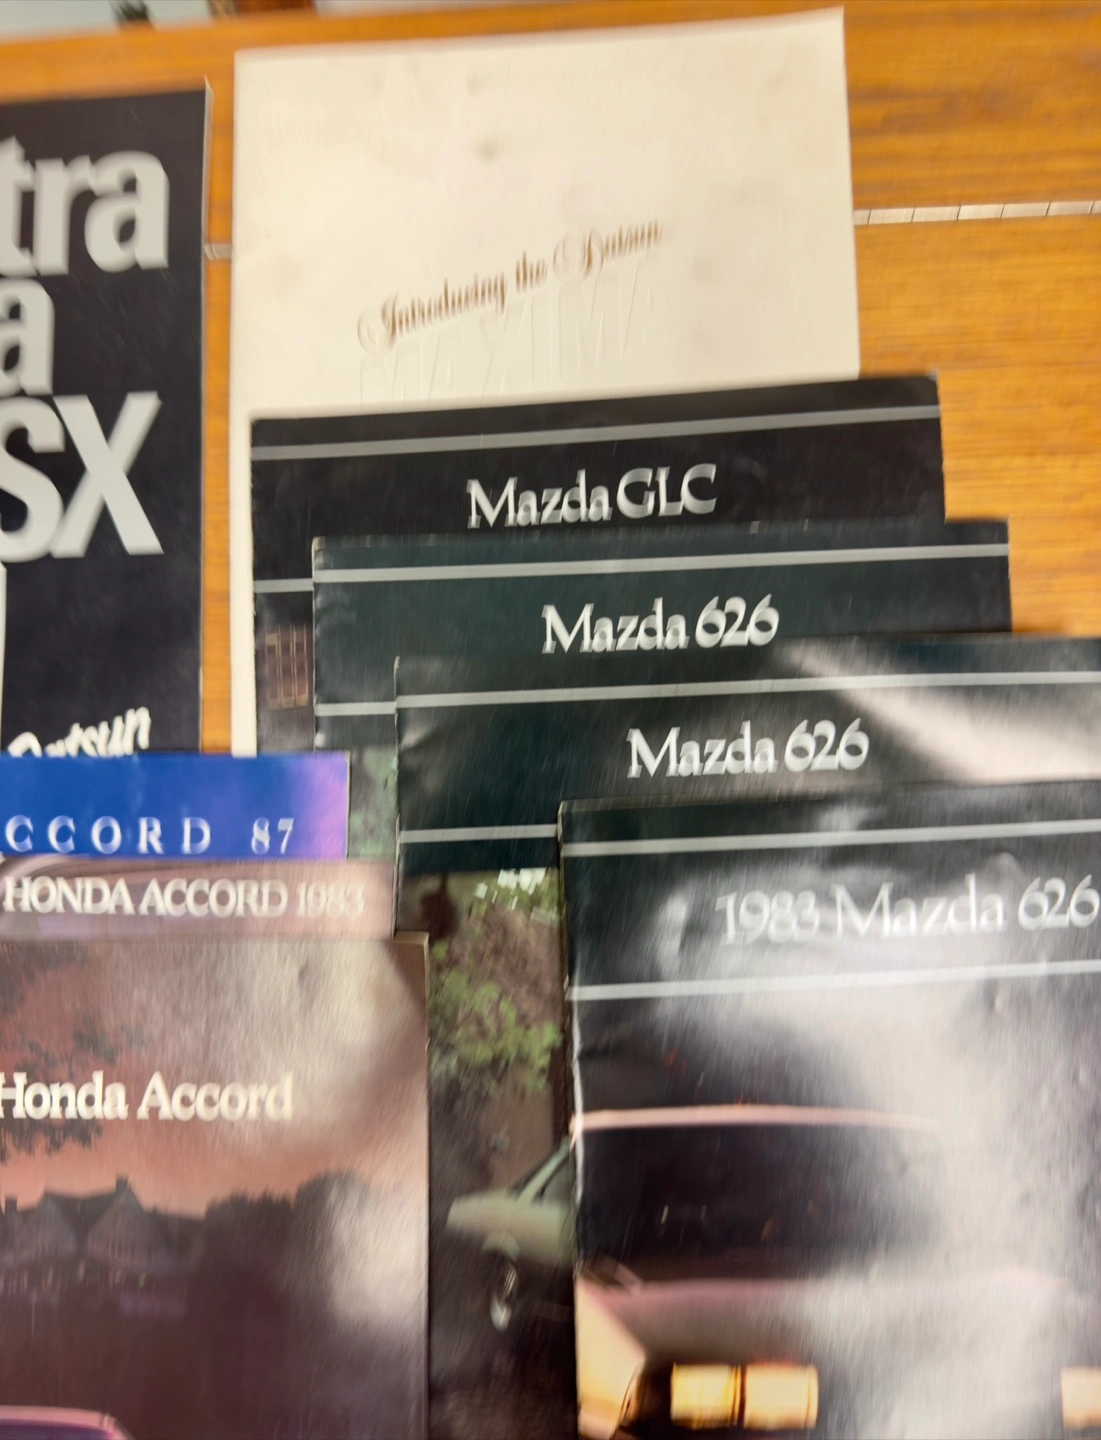 tra
a
SX
Datsun
Introducing the Datsun
MAXIMA
Mazda GLC
Mazda 626
Mazda 626
1983 Mazda 626
CCORD 87
HONDA ACCORD 1983
Honda Accord